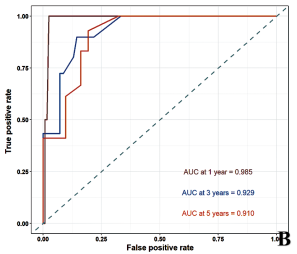 1.00
0.75
0.50
0.25
0.00
True positive rate
AUC at 1 year = 0.985
AUC at 3 years = 0.929
AUC at 5 years = 0.910
0.00 0.25 0.50 0.75 1.0
False positive rate
B